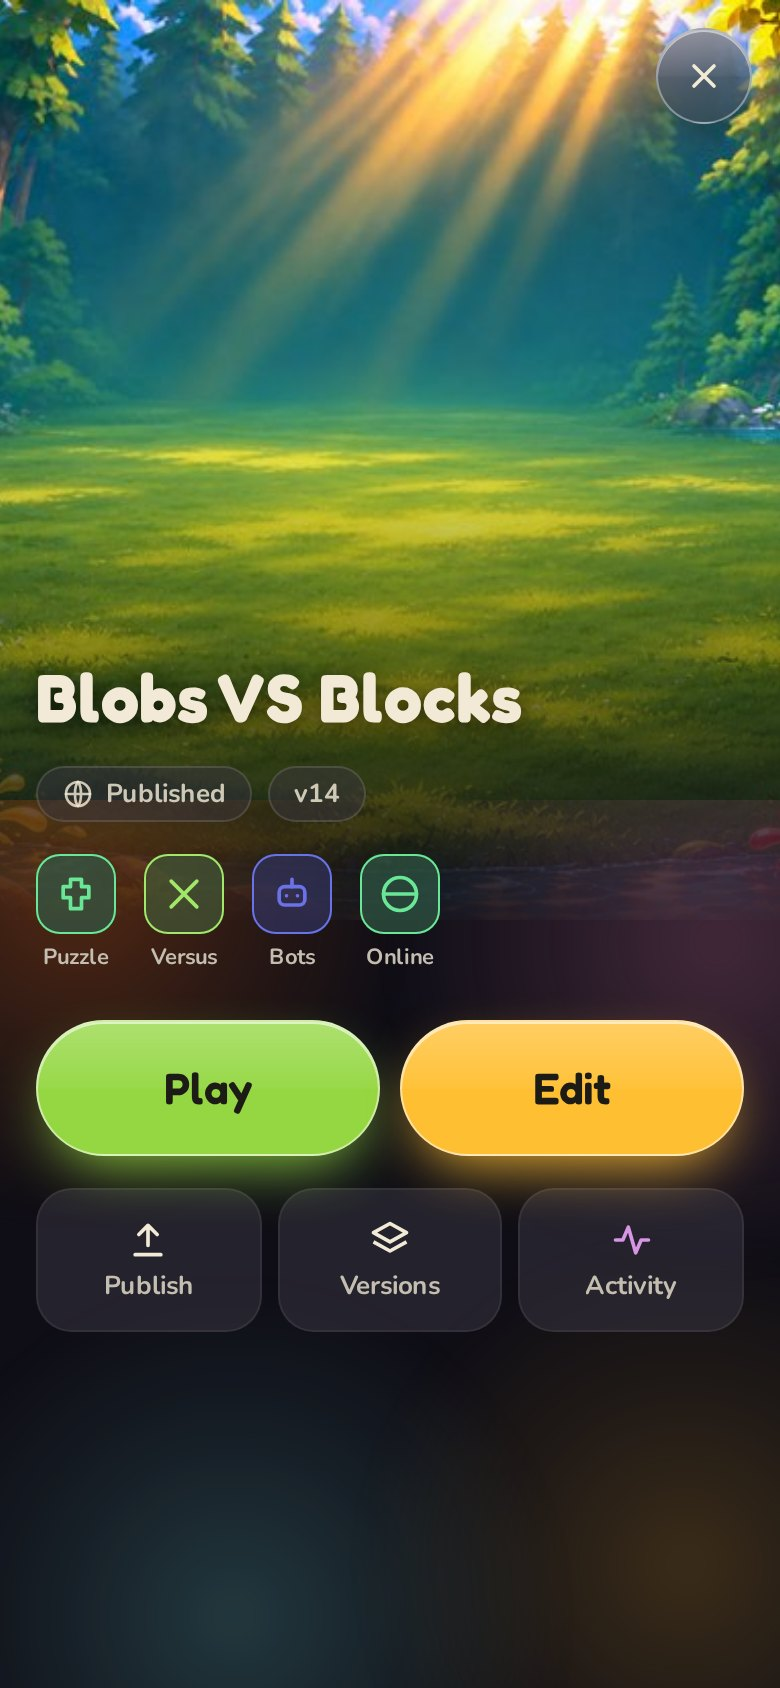 Blobs VS Blocks
Published v14
Puzzle Versus Bots Online
Play Edit
Publish Versions Activity